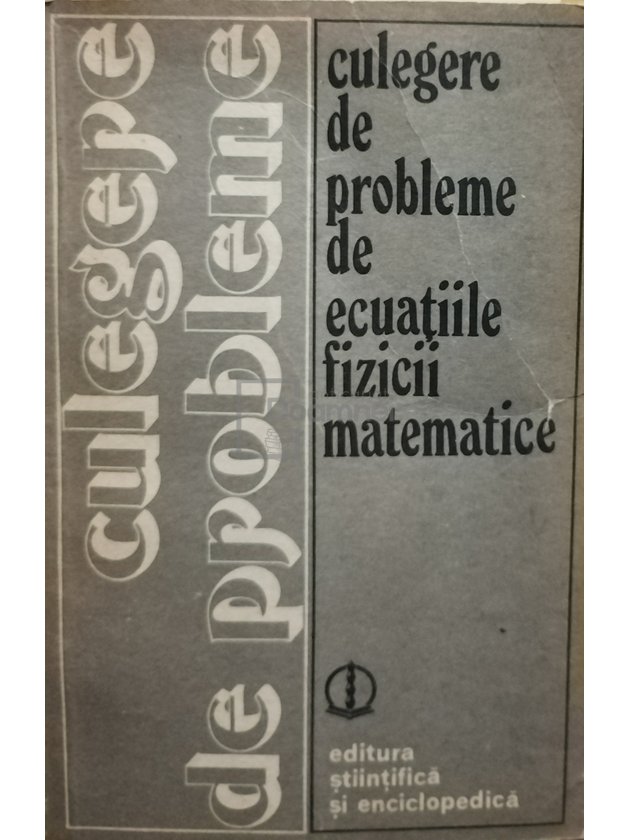 culegere
de probleme
culegere
de
probleme
de
ecuațiile
fizicii
matematice
editura
științifică
și enciclopedică